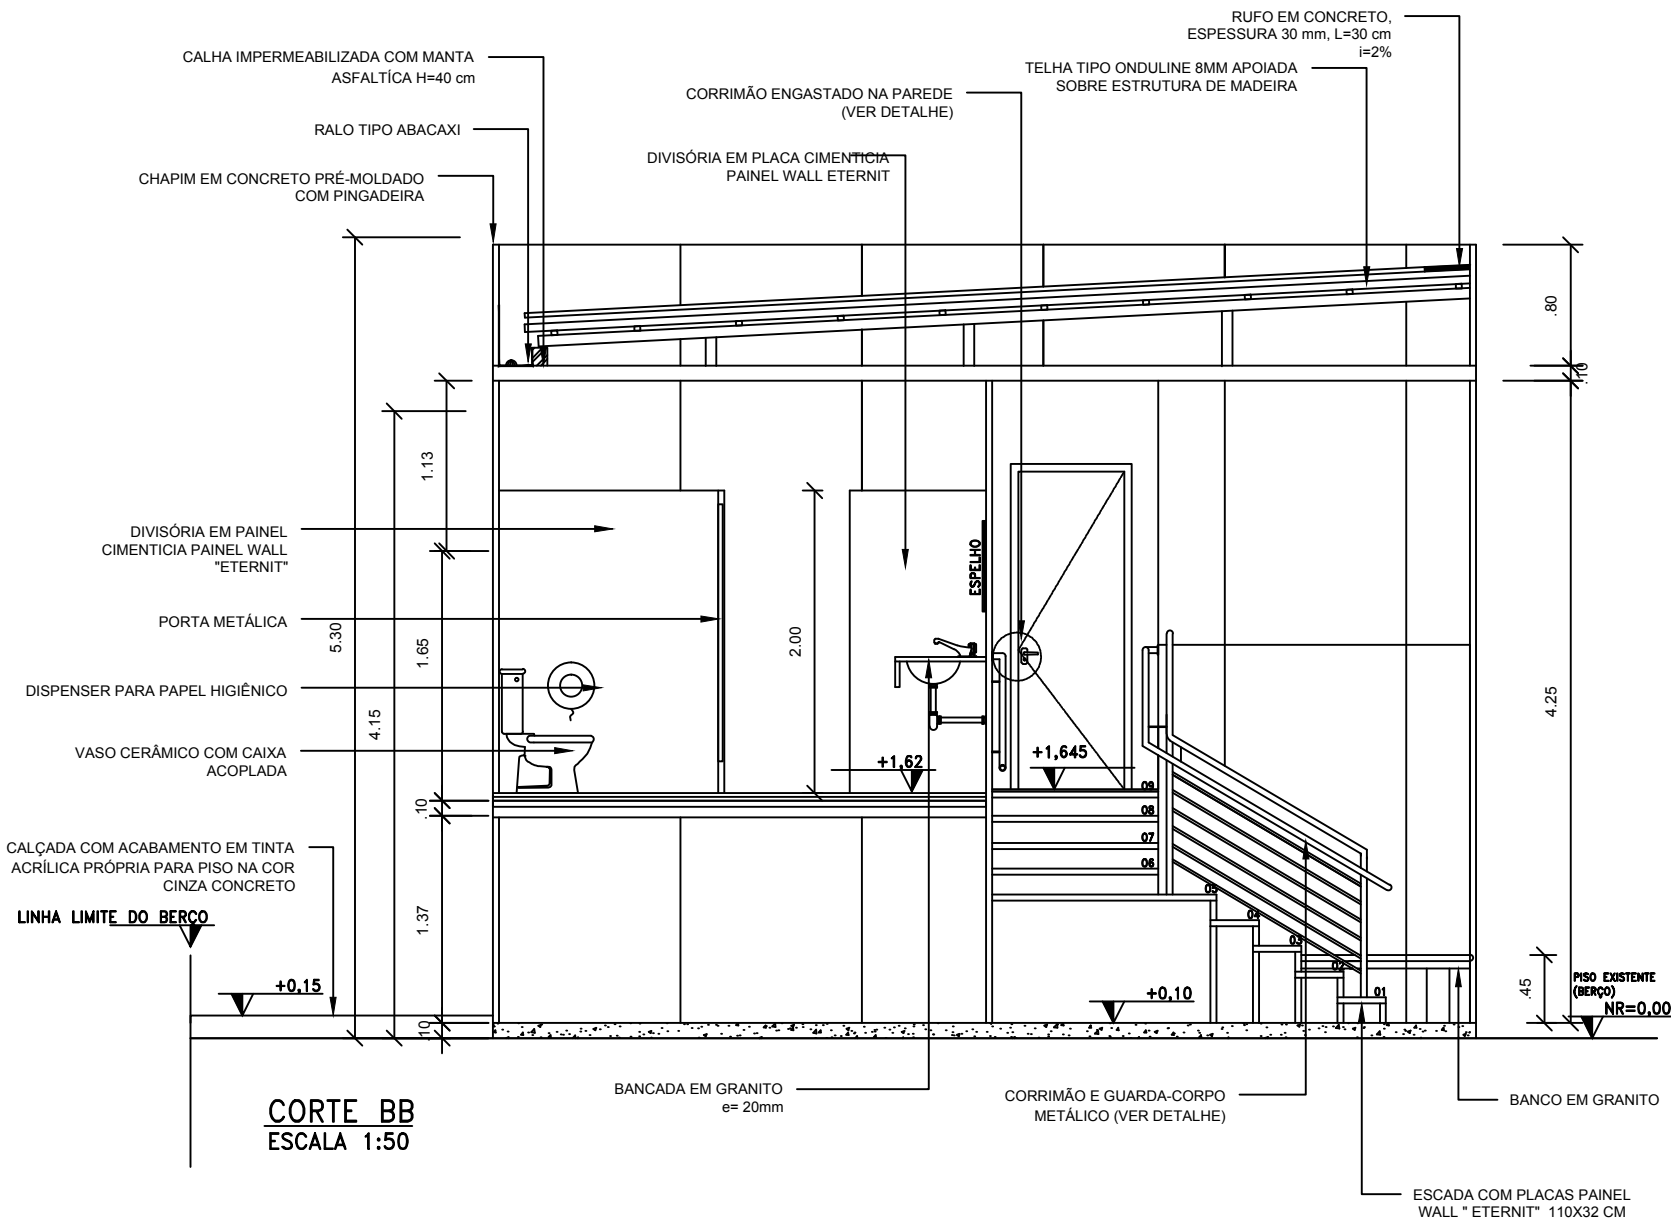 RUFO EM CONCRETO,
ESPESSURA 30 mm, L=30 cm
i=2%
CALHA IMPERMEABILIZADA COM MANTA
ASFALTÍCA H=40 cm
TELHA TIPO ONDULINE 8MM APOIADA
SOBRE ESTRUTURA DE MADEIRA
CORRIMÃO ENGASTADO NA PAREDE
(VER DETALHE)
RALO TIPO ABACAXI
DIVISÓRIA EM PLACA CIMENTICIA
PAINEL WALL ETERNIT
CHAPIM EM CONCRETO PRÉ-MOLDADO
COM PINGADEIRA
.80
.10
1.13
DIVISÓRIA EM PAINEL
CIMENTICIA PAINEL WALL
"ETERNIT"
ESPELHO
PORTA METÁLICA
5.30
1.65
2.00
DISPENSER PARA PAPEL HIGIÊNICO
4.15
4.25
VASO CERÂMICO COM CAIXA
ACOPLADA
+1,62
+1,645
.10
09
08
07
06
05
04
03
02
01
CALÇADA COM ACABAMENTO EM TINTA
ACRÍLICA PRÓPRIA PARA PISO NA COR
CINZA CONCRETO
1.37
LINHA LIMITE DO BERÇO
+0,15
+0,10
.45
PISO EXISTENTE
(BERÇO)
NR=0,00
.10
BANCADA EM GRANITO
e= 20mm
CORRIMÃO E GUARDA-CORPO
METÁLICO (VER DETALHE)
BANCO EM GRANITO
CORTE BB
ESCALA 1:50
ESCADA COM PLACAS PAINEL
WALL " ETERNIT" 110X32 CM